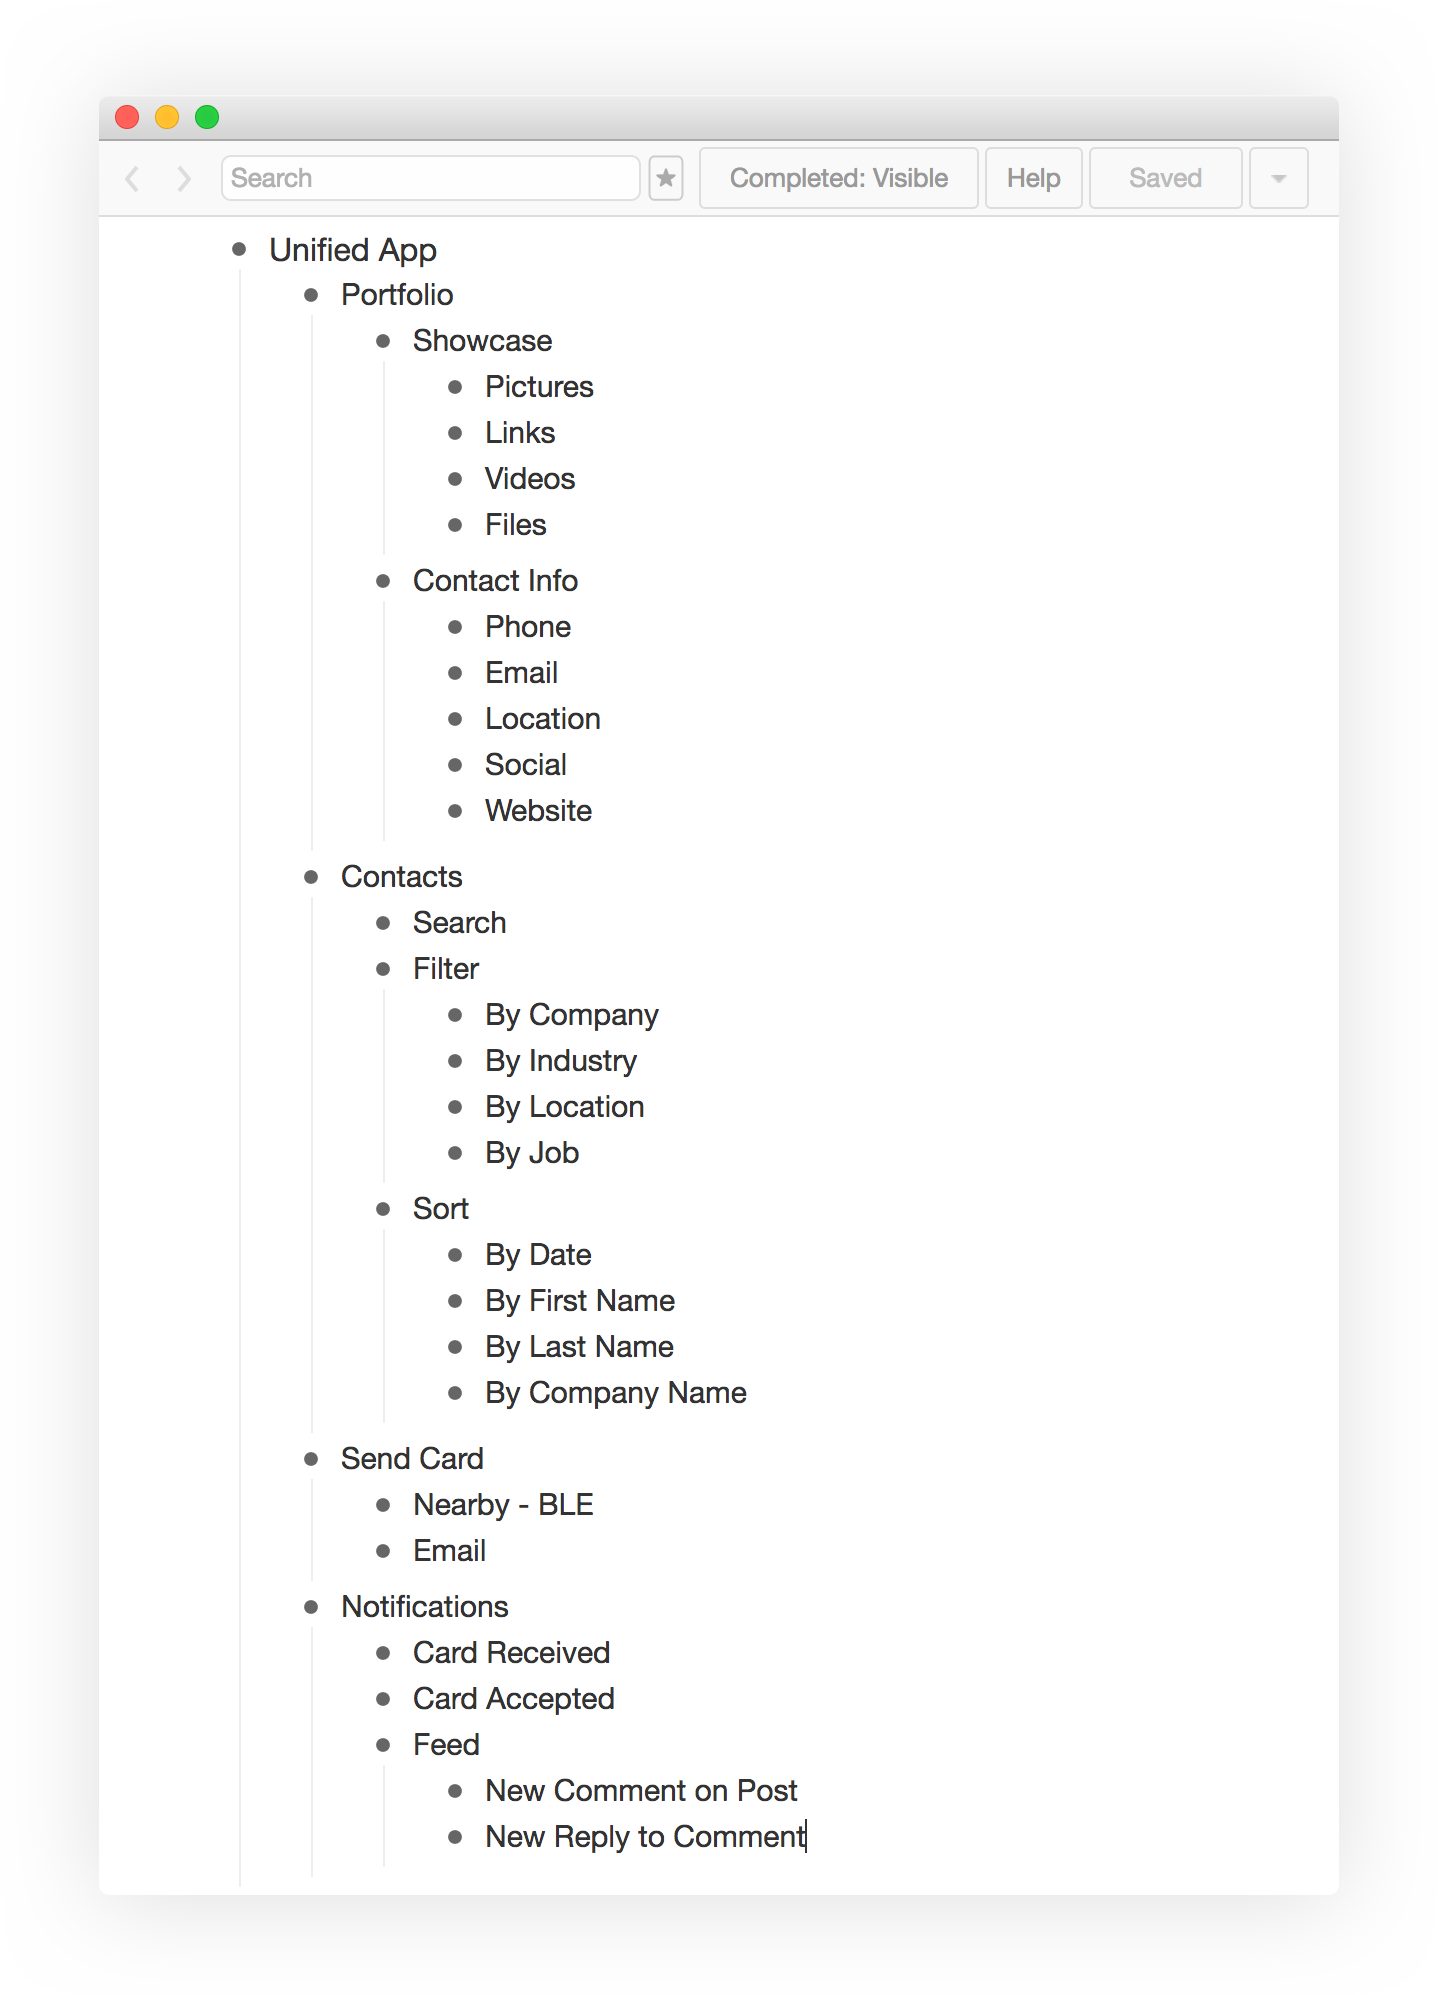 Search
Completed: Visible
Help
Saved
Unified App
Portfolio
Showcase
Pictures
Links
Videos
Files
Contact Info
Phone
Email
Location
Social
Website
Contacts
Search
Filter
By Company
By Industry
By Location
By Job
Sort
By Date
By First Name
By Last Name
By Company Name
Send Card
Nearby - BLE
Email
Notifications
Card Received
Card Accepted
Feed
New Comment on Post
New Reply to Comment